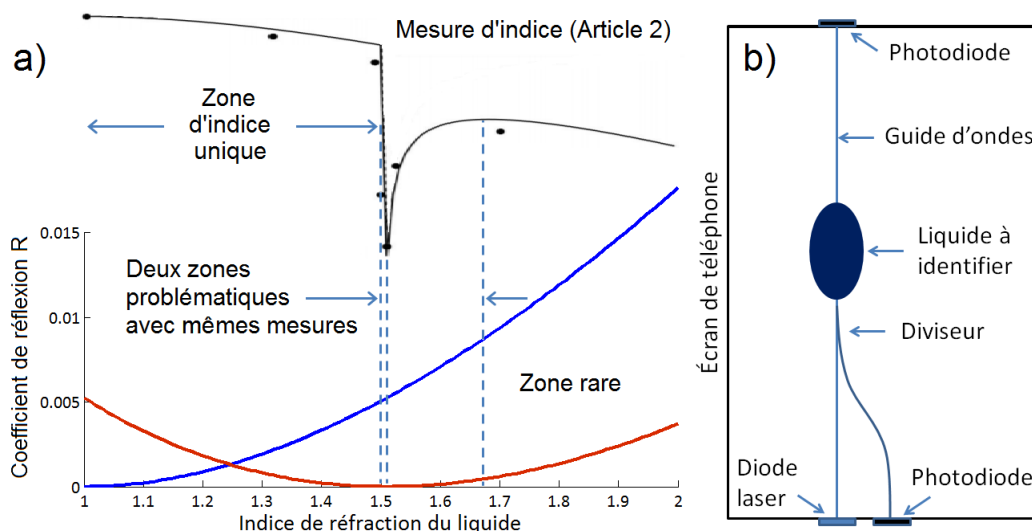 a)
Mesure d'indice (Article 2)
Zone
d'indice
unique
Deux zones
problématiques
avec mêmes mesures
Zone rare
Coefficient de réflexion R
0.015
0.01
0.005
0
1
1.1
1.2
1.3
1.4
1.5
1.6
1.7
1.8
1.9
2
Indice de réfraction du liquide
b)
Écran de téléphone
Photodiode
Guide d'ondes
Liquide à
identifier
Diviseur
Diode
laser
Photodiode